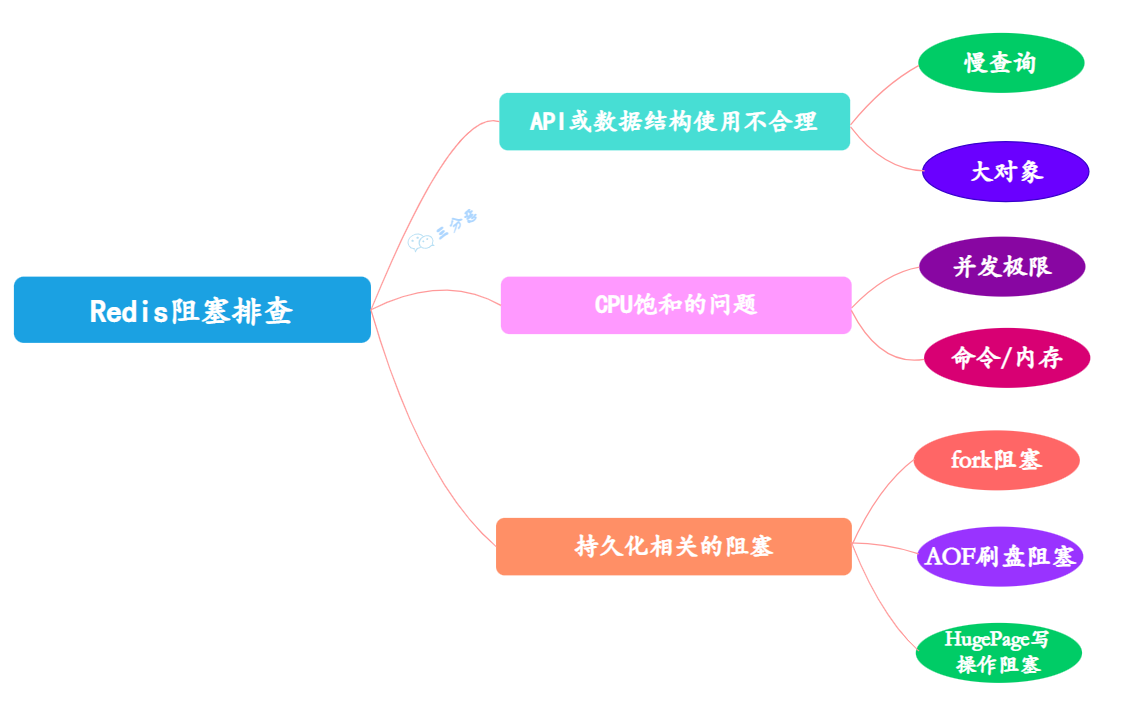 Redis阻塞排查
API或数据结构使用不合理
慢查询
大对象
三分恶
CPU饱和的问题
并发极限
命令/内存
持久化相关的阻塞
fork阻塞
AOF刷盘阻塞
HugePage写
操作阻塞